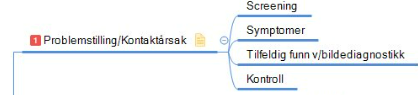 Screening
Symptomer
1 Problemstilling/Kontaktårsak
Tilfeldig funn v/bildediagnostikk
Kontroll